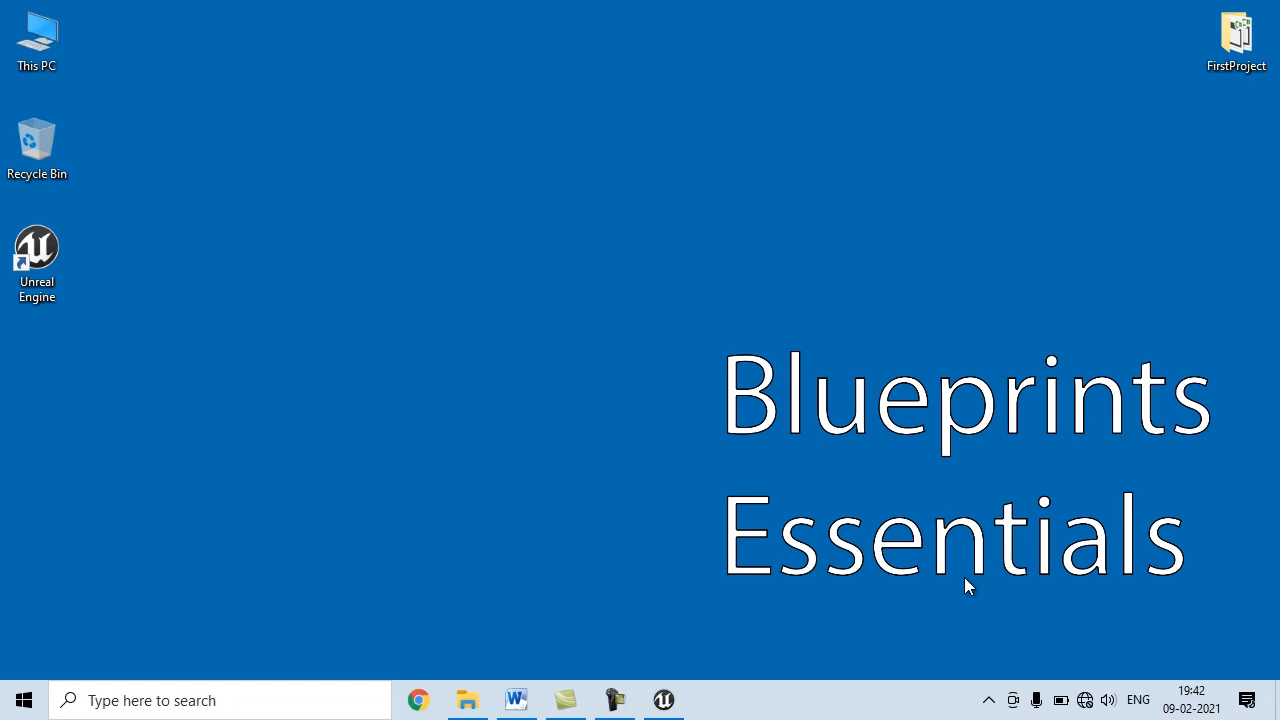 This PC
FirstProject
Recycle Bin
Unreal
Engine
Blueprints
Essentials
Type here to search
ENG
19:42
09-02-2021